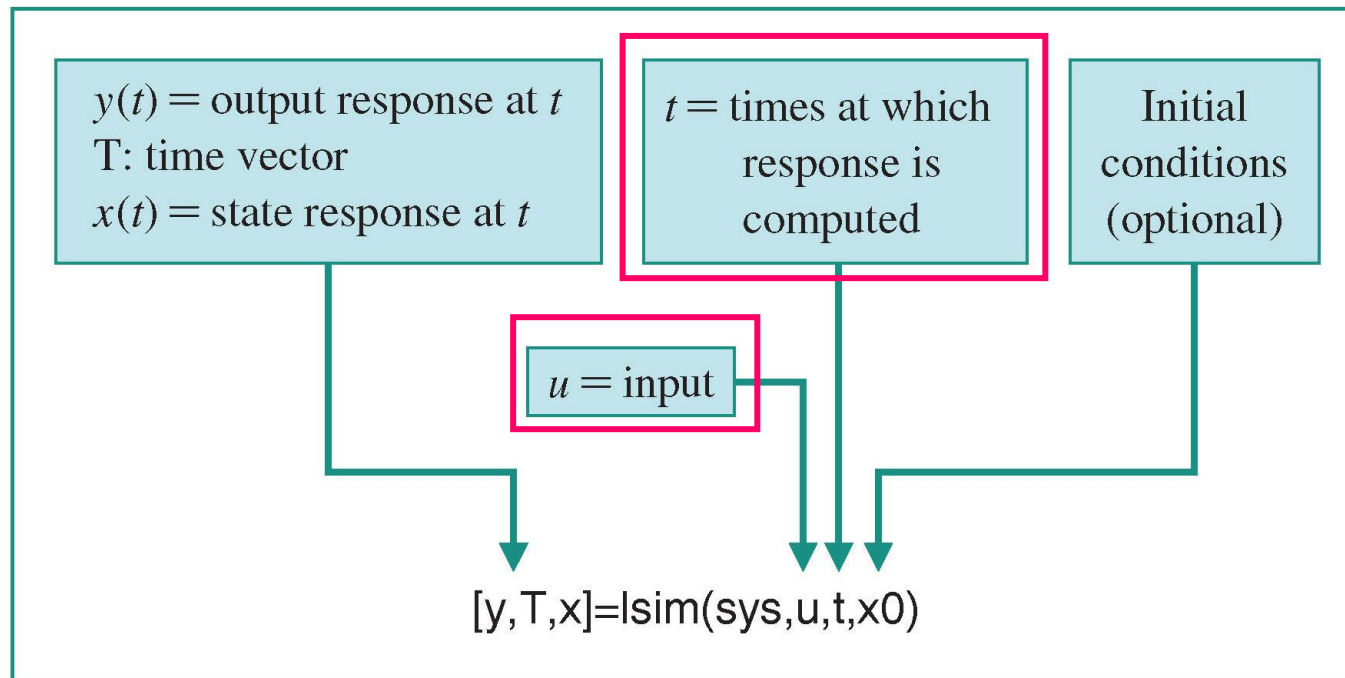 y(t) = output response at t
T: time vector
x(t) = state response at t
t = times at which
response is
computed
Initial
conditions
(optional)
u = input
[y,T,x]=lsim(sys,u,t,x0)